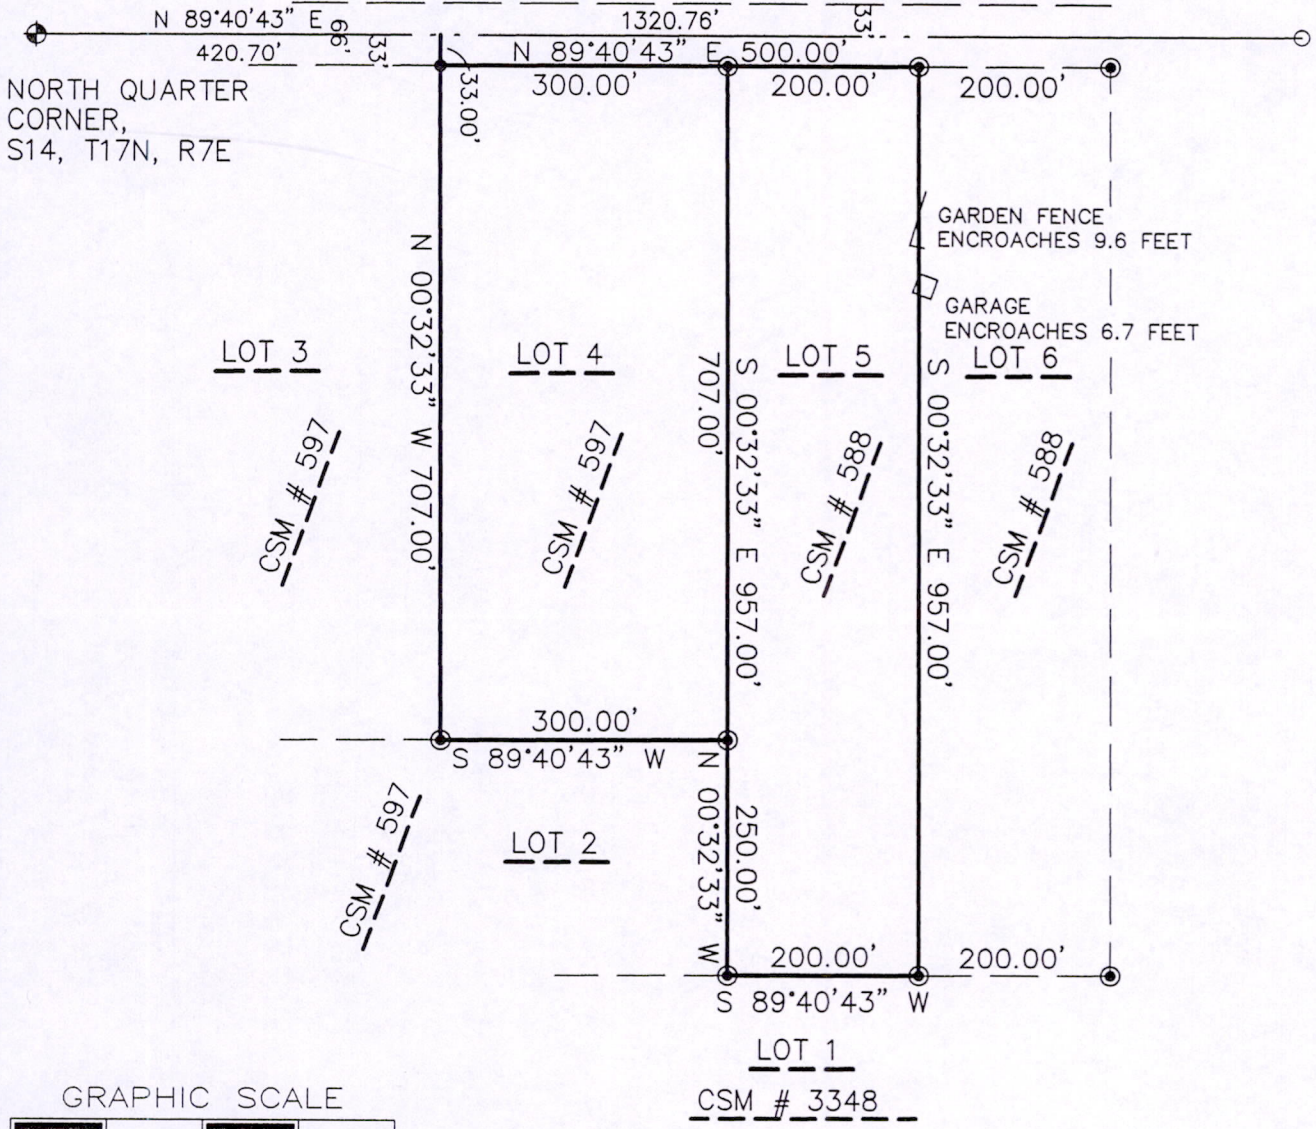 N 89°40'43" E
66'
1320.76'
33'
420.70'
33'
N 89°40'43" E 500.00'
300.00'
200.00'
200.00'
33.00'
NORTH QUARTER
CORNER,
S14, T17N, R7E
GARDEN FENCE
ENCROACHES 9.6 FEET
GARAGE
ENCROACHES 6.7 FEET
LOT 3
LOT 4
LOT 5
LOT 6
N 00°32'33" W 707.00'
707.00'
S 00°32'33" E 957.00'
S 00°32'33" E 957.00'
CSM # 597
CSM # 597
CSM # 588
CSM # 588
300.00'
S 89°40'43" W
N 00°32'33" W
250.00'
CSM # 597
LOT 2
200.00'
200.00'
S 89°40'43" W
LOT 1
CSM # 3348
GRAPHIC SCALE